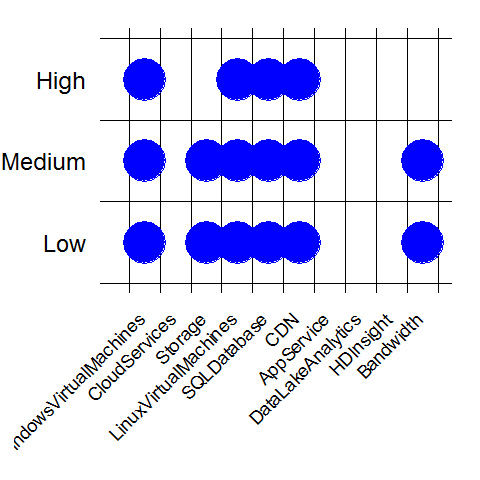 High
Medium
Low
ndowsVirtualMachines
CloudServices
Storage
LinuxVirtualMachines
SQLDatabase
CDN
AppService
DataLakeAnalytics
HDInsight
Bandwidth